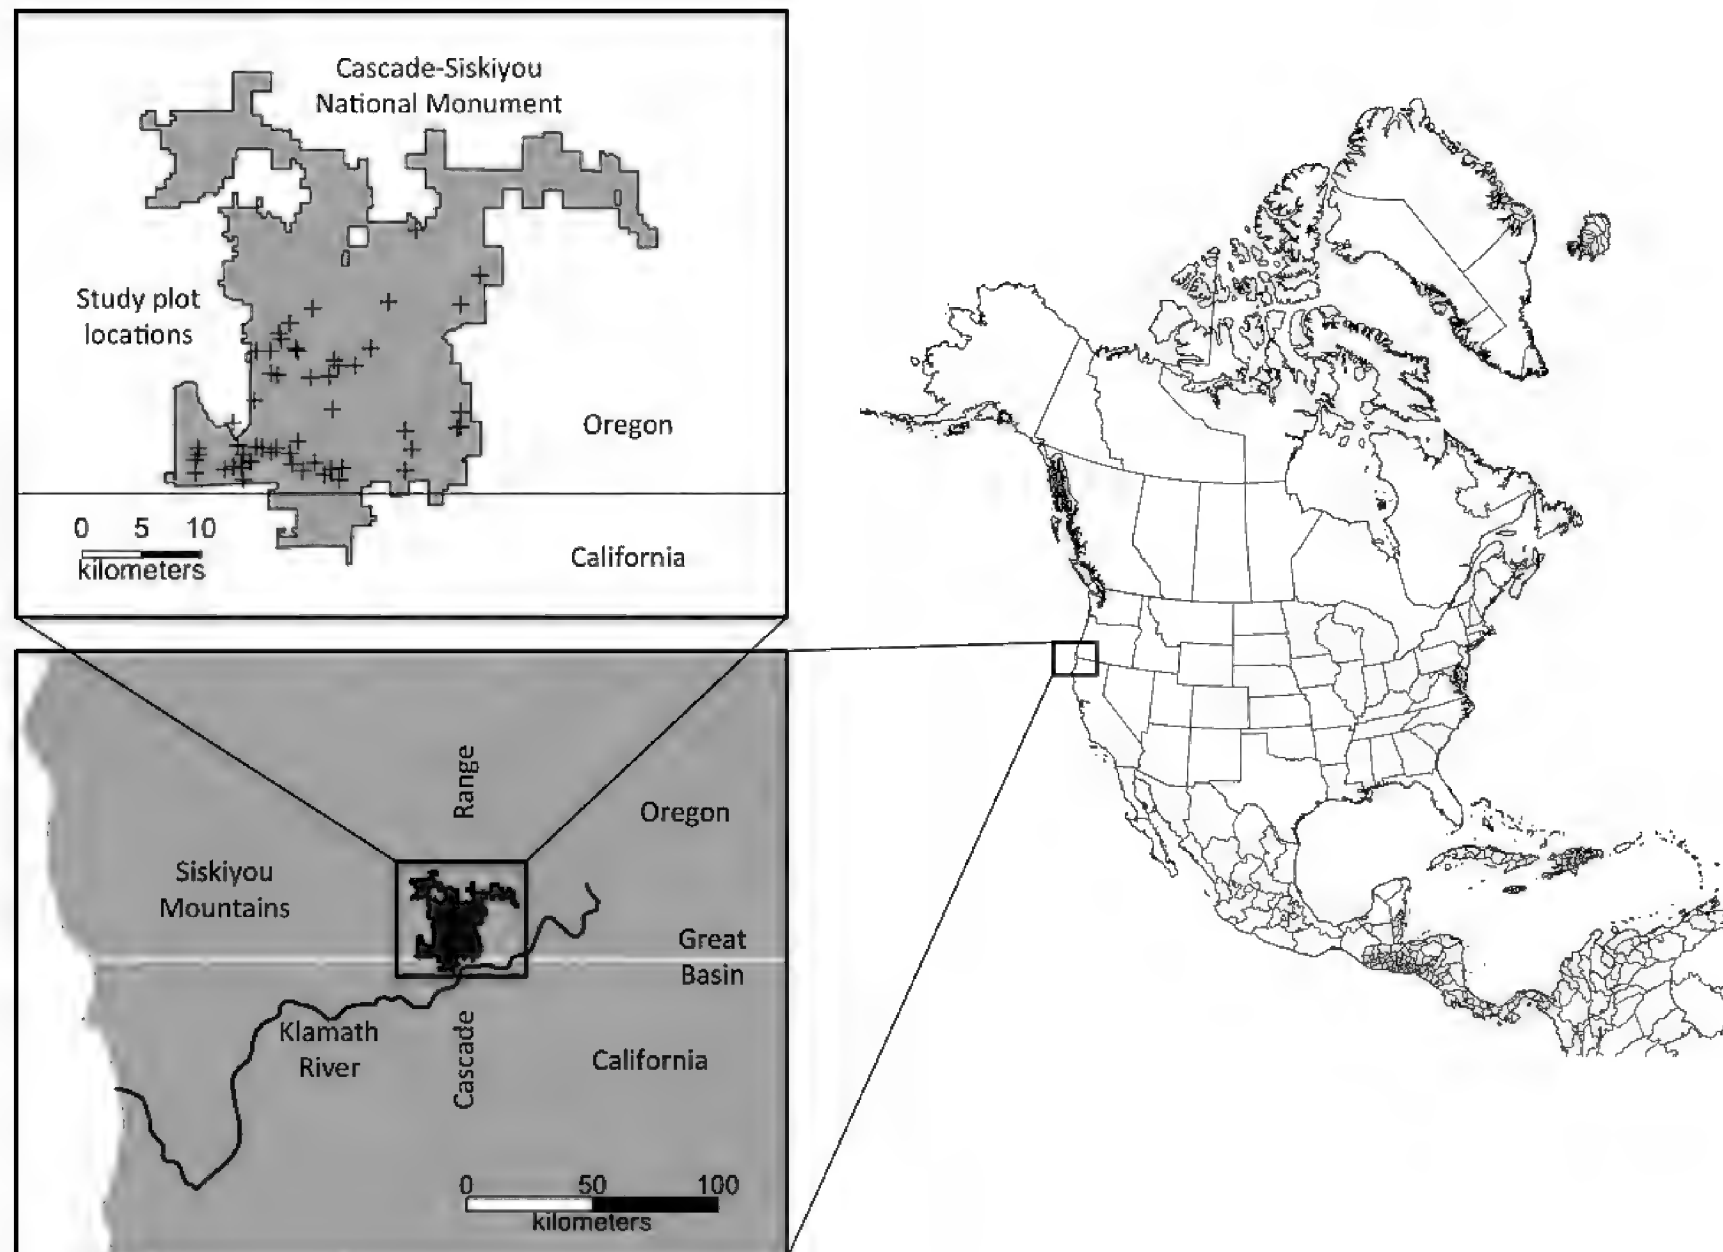 Cascade-Siskiyou
National Monument
Study plot
locations
Oregon
0 5 10
kilometers
California
Range
Oregon
Siskiyou
Mountains
Great
Basin
Klamath
River
Cascade
California
0 50 100
kilometers